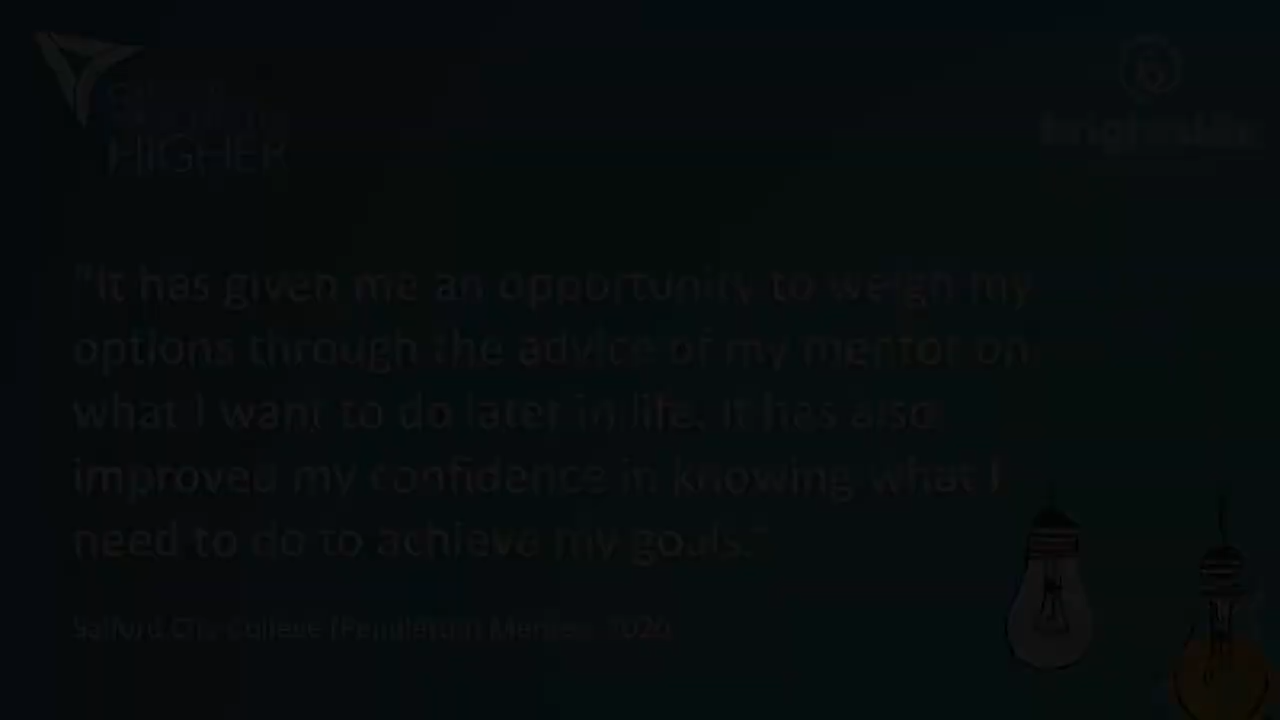 HIGHER
brightside
"It has given me an opportunity to weigh my
options through the advice of my mentor on
what I want to do later in life. It has also
improved my confidence in knowing what I
need to do to achieve my goals."
Salford City College (Pendleton) Mentee, 2020